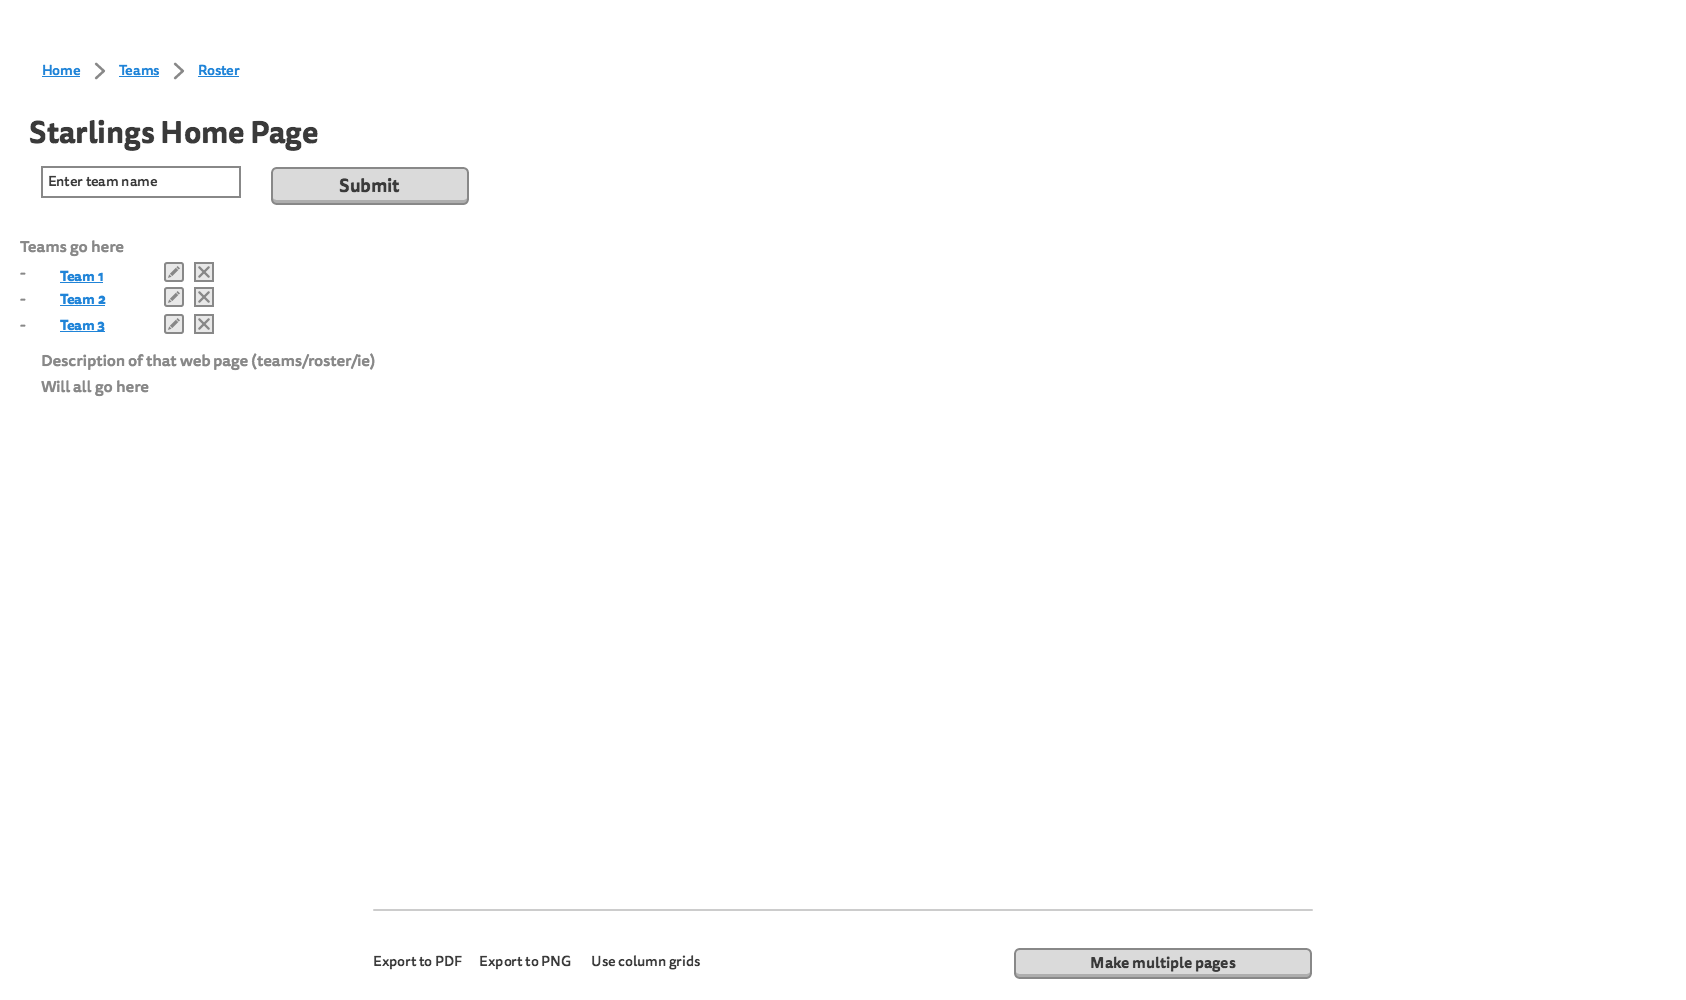 Home Teams Roster
Starlings Home Page
Enter team name
Submit
Teams go here
- Team 1
- Team 2
- Team 3
Description of that web page (teams/roster/ie)
Will all go here
Export to PDF Export to PNG Use column grids
Make multiple pages